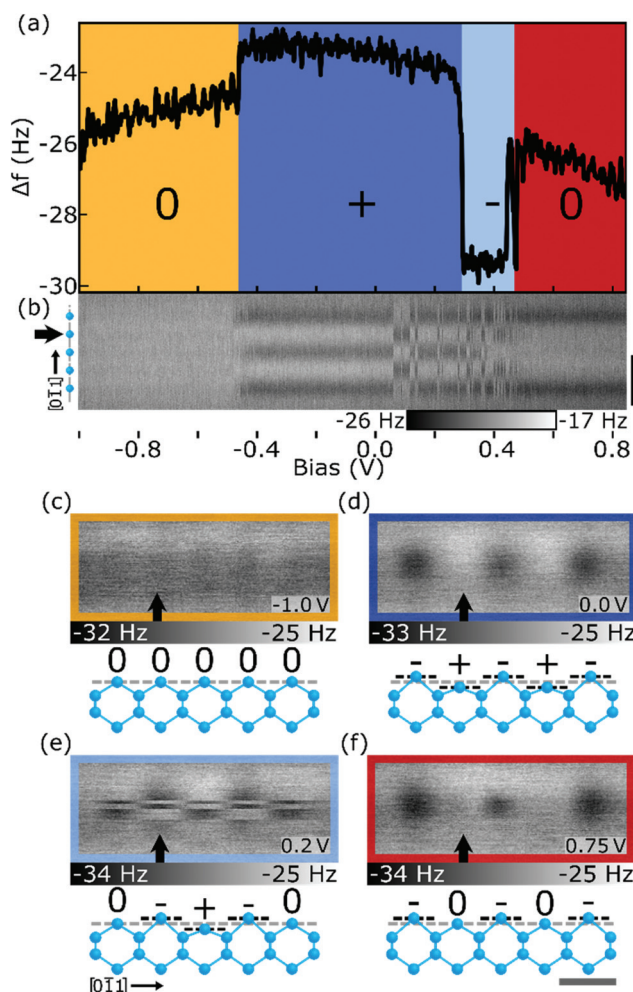 (a)
-24
-26
-28
-30
Δf (Hz)
0
+
-
0
(b)
[01̅1]
-26 Hz
-17 Hz
-0.8
-0.4
0.0
0.4
0.8
Bias (V)
(c)
-1.0 V
-32 Hz
-25 Hz
0 0 0 0 0
(d)
0.0 V
-33 Hz
-25 Hz
- + - + -
(e)
0.2 V
-34 Hz
-25 Hz
0 - + - 0
[01̅1]
(f)
0.75 V
-34 Hz
-25 Hz
- 0 - 0 -